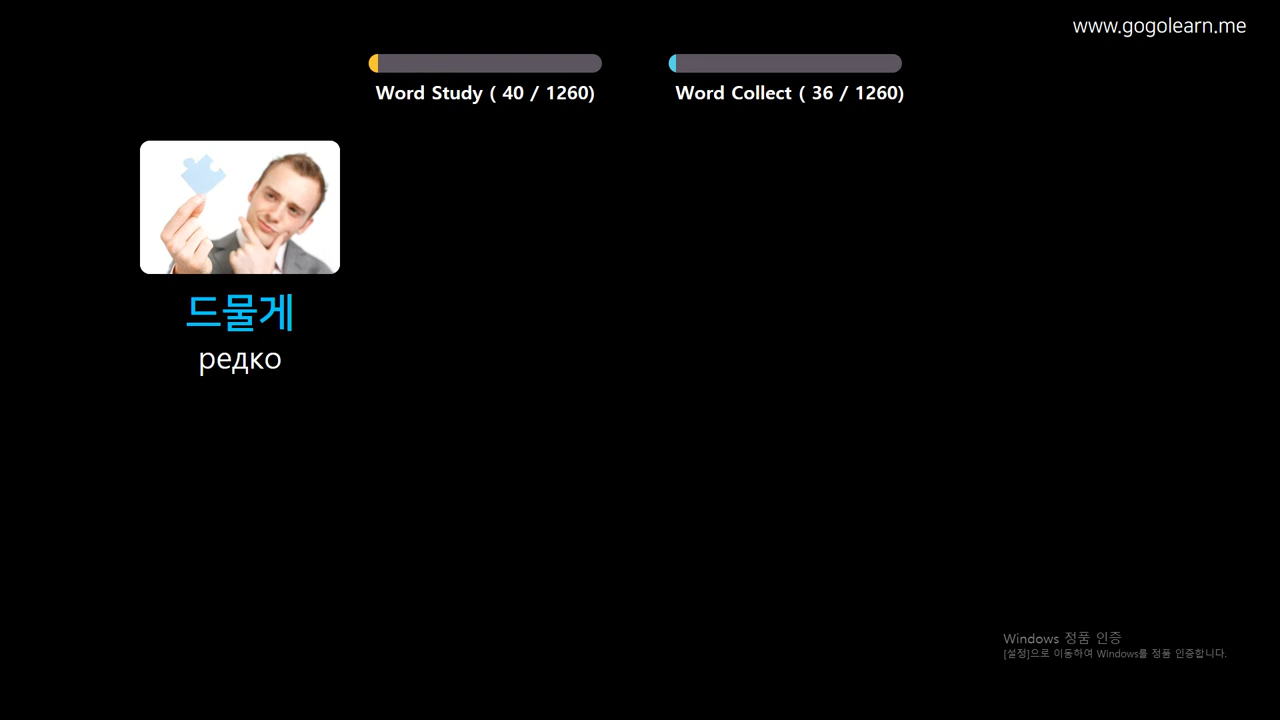 www.gogolearn.me
Word Study ( 40 / 1260)
Word Collect ( 36 / 1260)
드물게
редко
Windows 정품 인증
[설정]으로 이동하여 Windows를 정품 인증합니다.